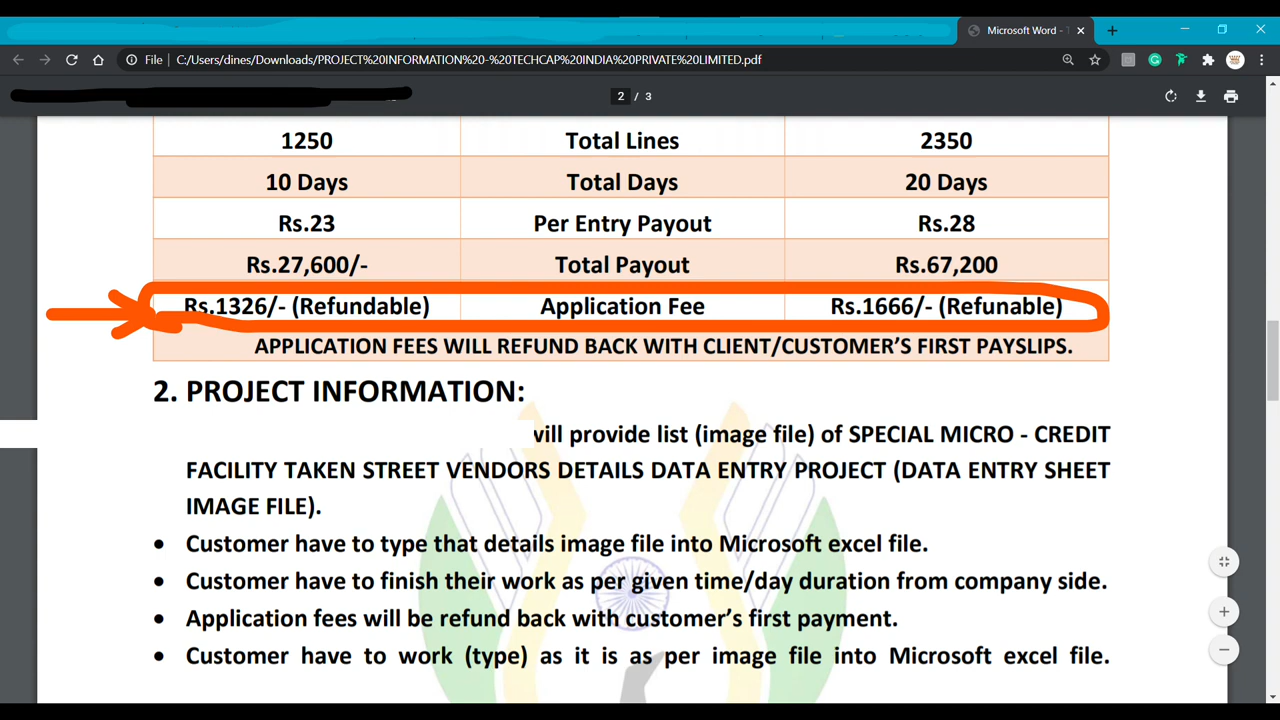 Microsoft Word - T
File C:/Users/dines/Downloads/PROJECT%20INFORMATION%20-%20TECHCAP%20INDIA%20PRIVATE%20LIMITED.pdf
2 / 3
1250 Total Lines 2350
10 Days Total Days 20 Days
Rs.23 Per Entry Payout Rs.28
Rs.27,600/- Total Payout Rs.67,200
Rs.1326/- (Refundable) Application Fee Rs.1666/- (Refunable)
APPLICATION FEES WILL REFUND BACK WITH CLIENT/CUSTOMER'S FIRST PAYSLIPS.
2. PROJECT INFORMATION:
will provide list (image file) of SPECIAL MICRO - CREDIT
FACILITY TAKEN STREET VENDORS DETAILS DATA ENTRY PROJECT (DATA ENTRY SHEET
IMAGE FILE).
• Customer have to type that details image file into Microsoft excel file.
• Customer have to finish their work as per given time/day duration from company side.
• Application fees will be refund back with customer's first payment.
• Customer have to work (type) as it is as per image file into Microsoft excel file.